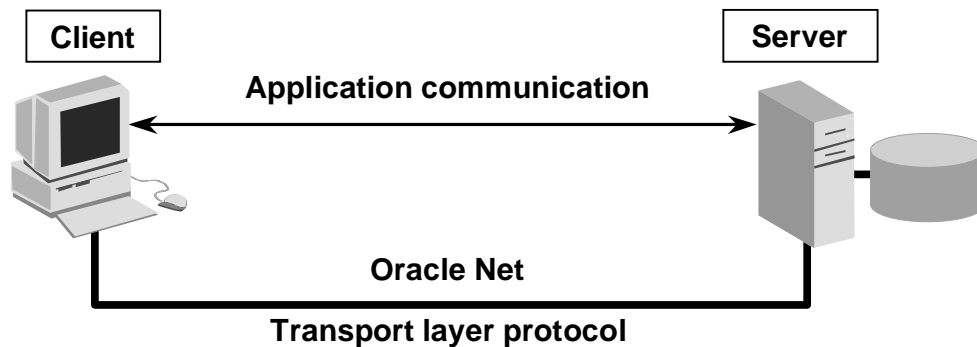 Client
Server
Application communication
Oracle Net
Transport layer protocol